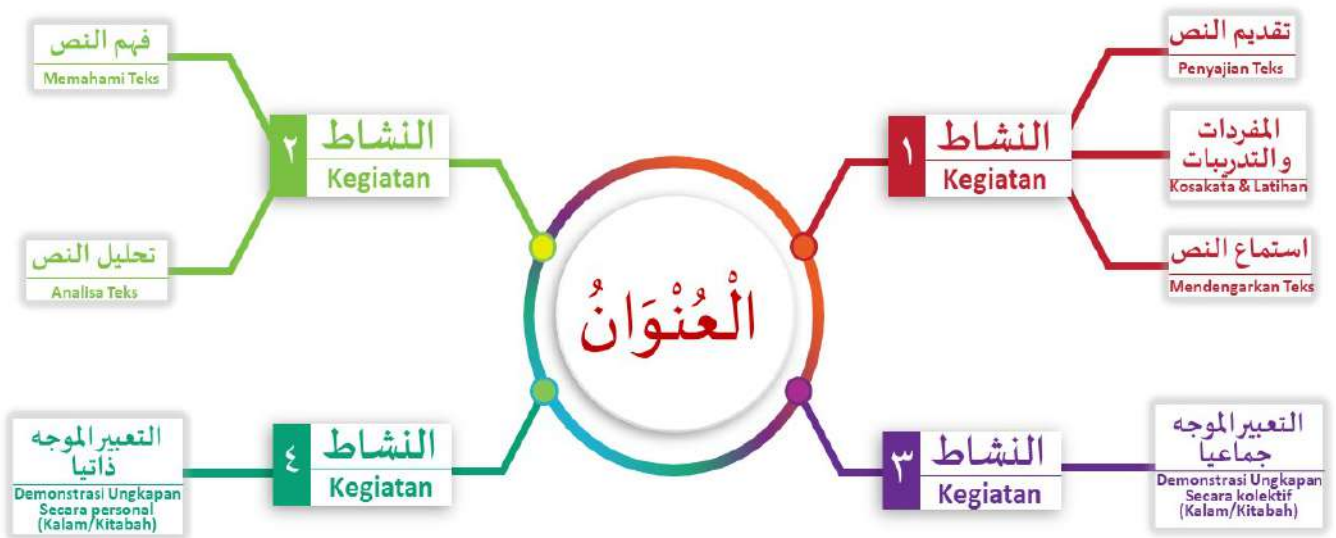 الْعُنْوَانُ
١
النشاط
Kegiatan
تقديم النص
Penyajian Teks
المفردات
والتدريبات
Kosakata & Latihan
استماع النص
Mendengarkan Teks
٢
النشاط
Kegiatan
فهم النص
Memahami Teks
تحليل النص
Analisa Teks
٣
النشاط
Kegiatan
التعبير الموجه
جماعيا
Demonstrasi Ungkapan
Secara kolektif
(Kalam/Kitabah)
٤
النشاط
Kegiatan
التعبير الموجه
ذاتيا
Demonstrasi Ungkapan
Secara personal
(Kalam/Kitabah)